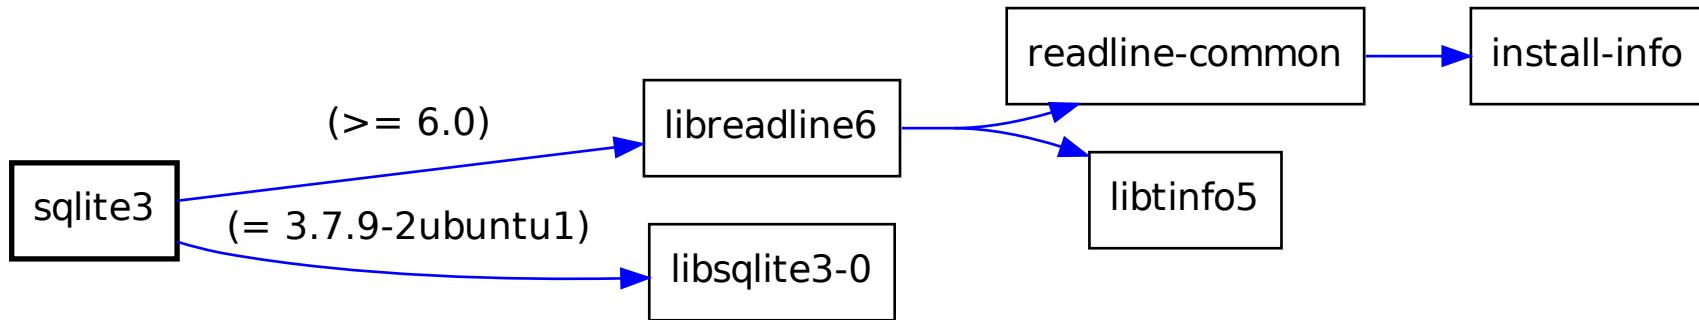 sqlite3
(>= 6.0)
(= 3.7.9-2ubuntu1)
libreadline6
libsqlite3-0
readline-common
libtinfo5
install-info